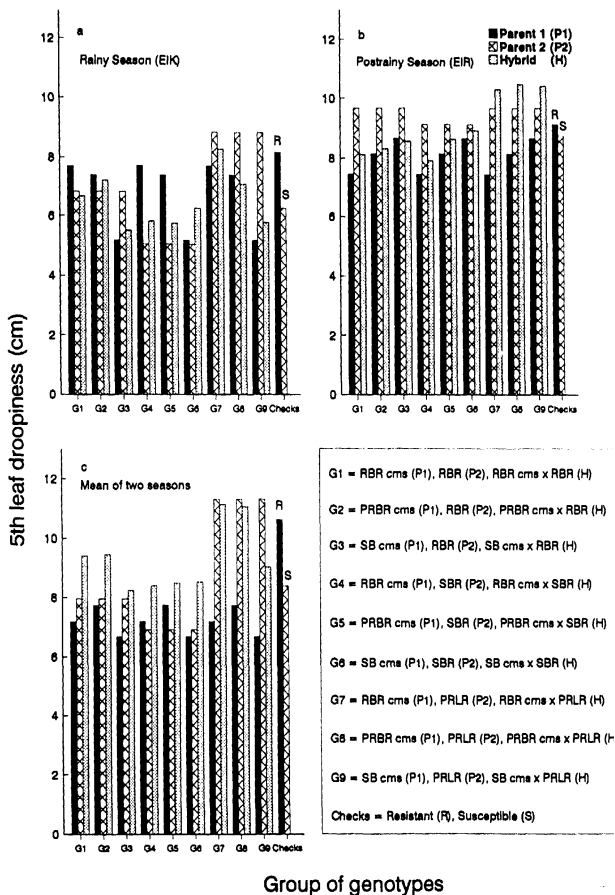 12
10
8
6
4
2
0
a
Rainy Season (EIK)
R
S
G1 G2 G3 G4 G5 G6 G7 G8 G9 Checks
12
10
8
6
4
2
0
b
Postrainy Season (EIR)
Parent 1 (P1)
Parent 2 (P2)
Hybrid (H)
R
S
G1 G2 G3 G4 G5 G6 G7 G8 G9 Checks
5th leaf droopiness (cm)
12
10
8
6
4
2
0
c
Mean of two seasons
R
S
G1 G2 G3 G4 G5 G6 G7 G8 G9 Checks
G1 = RBR cms (P1), RBR (P2), RBR cms x RBR (H)
G2 = PRBR cms (P1), RBR (P2), PRBR cms x RBR (H)
G3 = SB cms (P1), RBR (P2), SB cms x RBR (H)
G4 = RBR cms (P1), SBR (P2), RBR cms x SBR (H)
G5 = PRBR cms (P1), SBR (P2), PRBR cms x SBR (H)
G6 = SB cms (P1), SBR (P2), SB cms x SBR (H)
G7 = RBR cms (P1), PRLR (P2), RBR cms x PRLR (H)
G8 = PRBR cms (P1), PRLR (P2), PRBR cms x PRLR (H)
G9 = SB cms (P1), PRLR (P2), SB cms x PRLR (H)
Checks = Resistant (R), Susceptible (S)
Group of genotypes